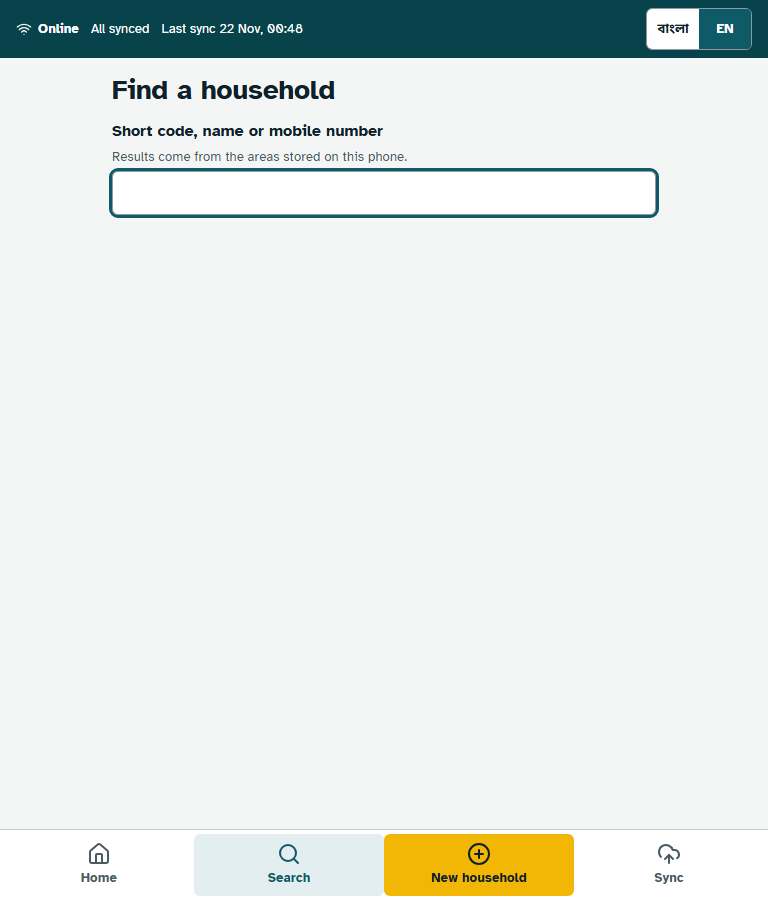 Online All synced Last sync 22 Nov, 00:48
বাংলা EN
Find a household
Short code, name or mobile number
Results come from the areas stored on this phone.
Home Search New household Sync